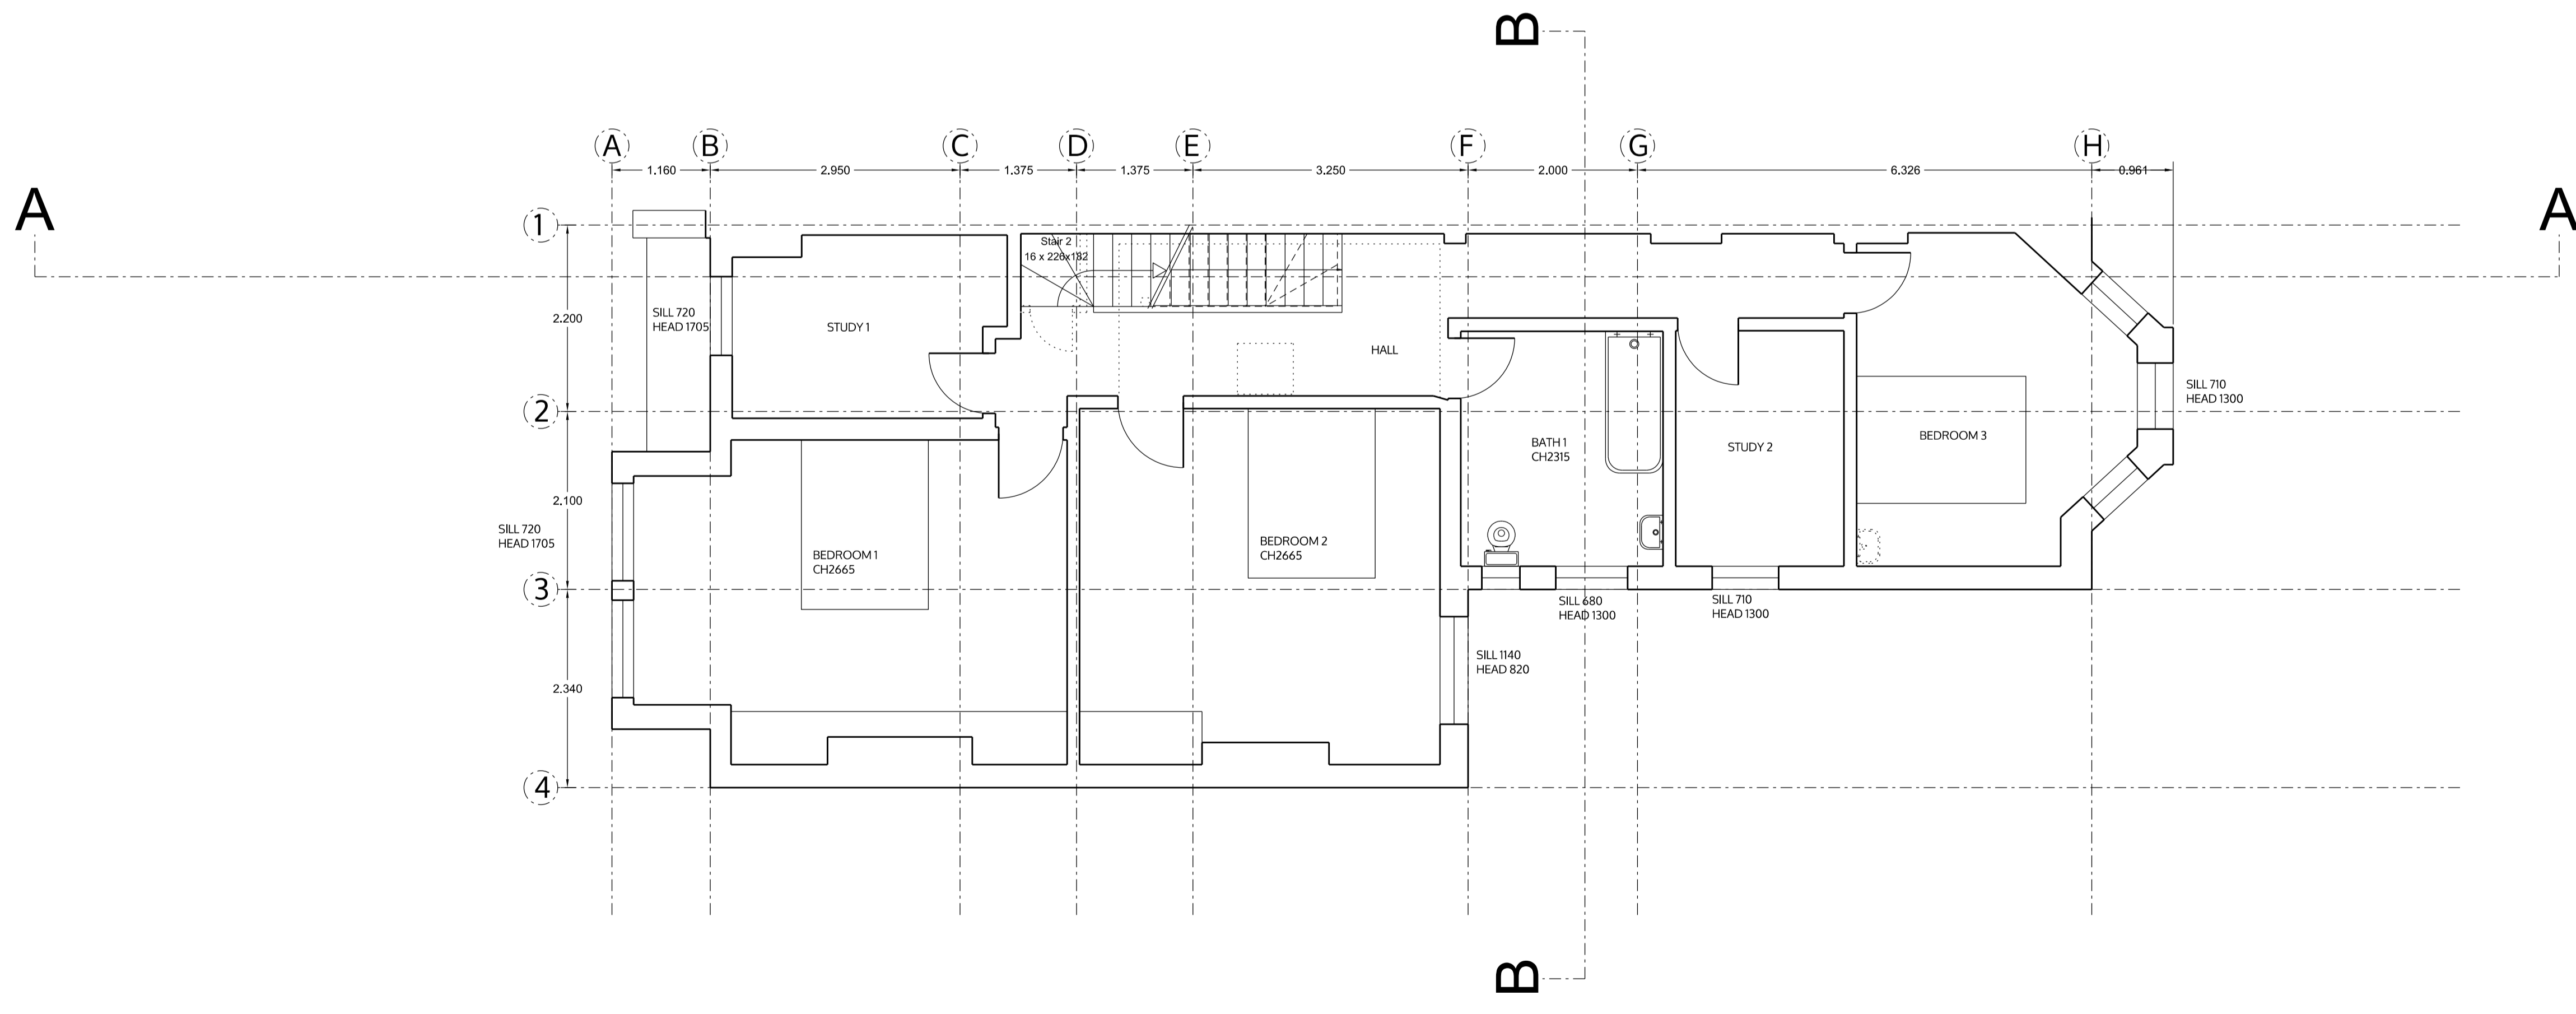 B
A B C D E F G H
1.160 2.950 1.375 1.375 3.250 2.000 6.326 0.961
A A
1
Stair 2
16 x 226x182
SILL 720
HEAD 1705
2.200
STUDY 1
HALL
SILL 710
HEAD 1300
2
BATH 1
CH2315
STUDY 2
BEDROOM 3
2.100
SILL 720
HEAD 1705
BEDROOM 1
CH2665
BEDROOM 2
CH2665
3
SILL 680
HEAD 1300
SILL 710
HEAD 1300
SILL 1140
HEAD 820
2.340
4
B